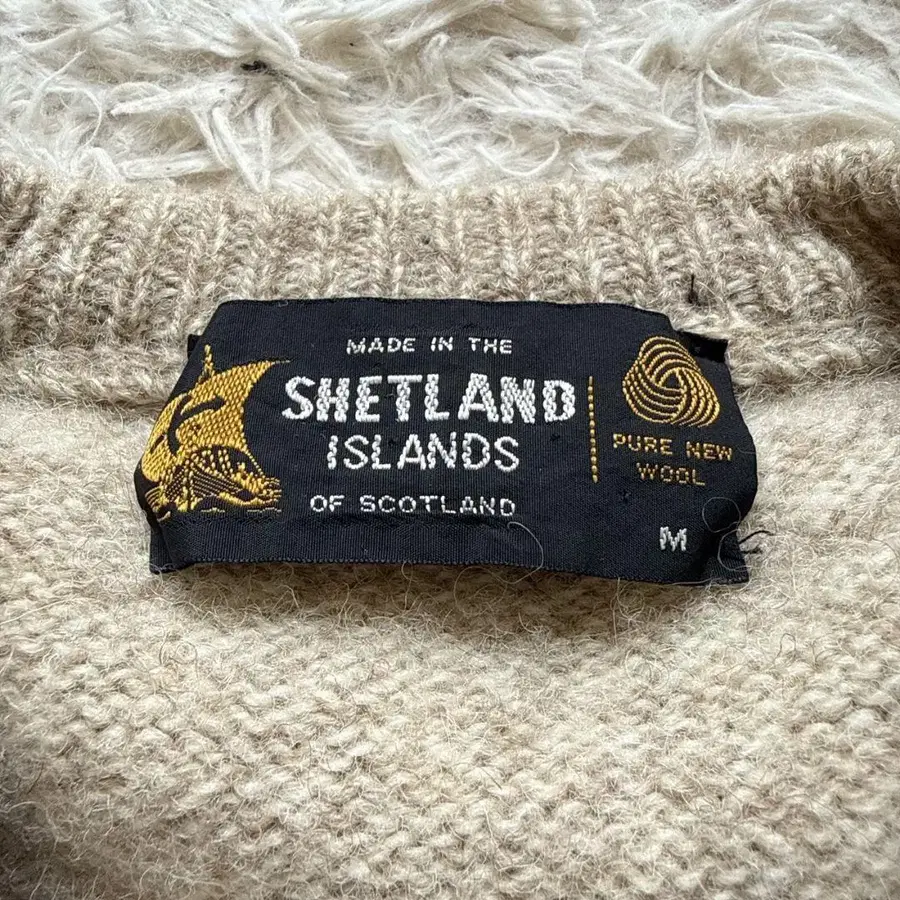 MADE IN THE
SHETLAND
ISLANDS
OF SCOTLAND
PURE NEW
WOOL
M